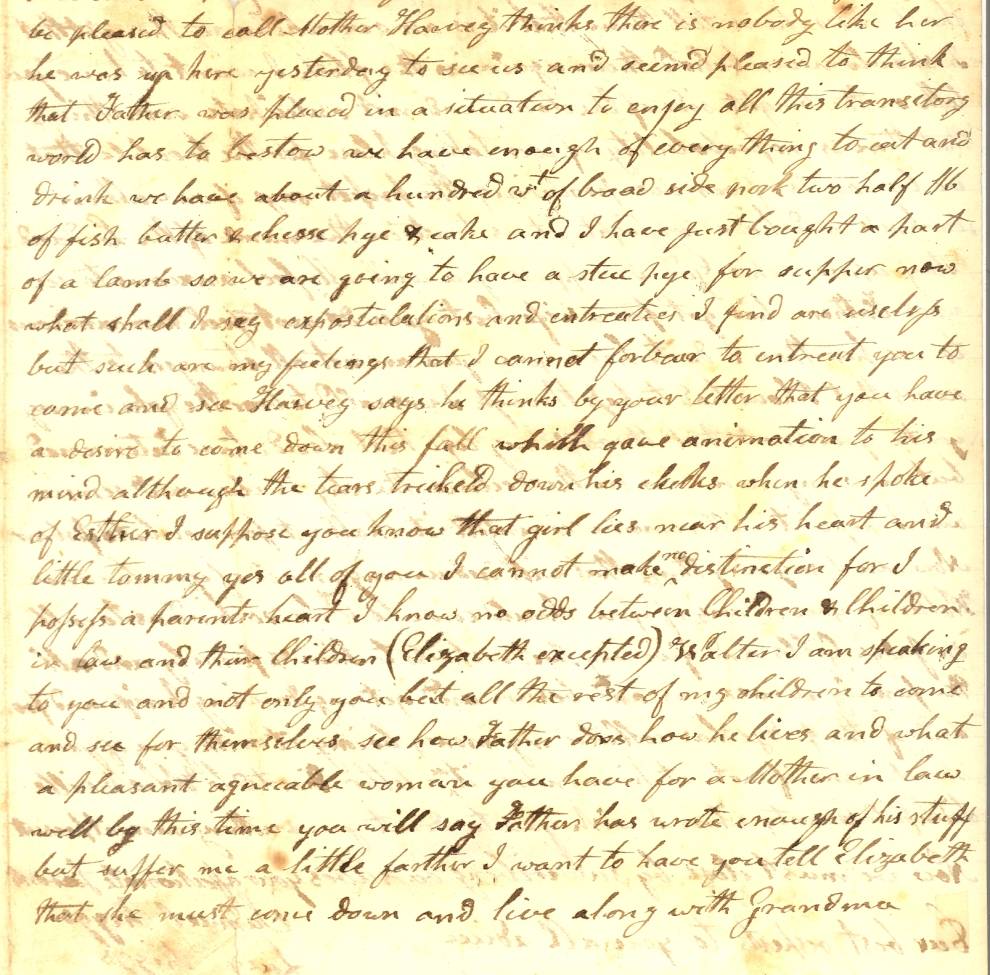 be pleased to call Mother Harvey thinks there is nobody like her
he was up here yesterday to see us and seemd pleased to think
that Father was placed in a situation to enjoy all this transitory
world has to bestow we have enough of every thing to eat and
drink we have about a hundred wt of broad side pork two half bb
of fish butter & chesse pye & cake and I have just bought a part
of a lamb so we are going to have a stue pye for supper now
what shall I say expostulations and entreaties I find are useless
but such are my feelings that I cannot forbear to entreat you to
come and see Harvey says he thinks by your letter that you have
a desire to come down this fall which gave animation to his
mind although the tears trickeld down his cheeks when he spoke
of Esther I suppose you know that girl lies near his heart and
little tommy yes all of you I cannot make no distinction for I
possess a parents heart I know no odds between Children & Children
in law and their Children (Elizabeth excepted) Walter I am speaking
to you and not only you but all the rest of my children to come
and see for themselves see how Father does how he lives and what
a pleasant agreeable woman you have for a Mother in law
well by this time you will say Father has wrote enough of his stuff
but suffer me a little farther I want to have you tell Elizabeth
that she must come down and live along with Grandma